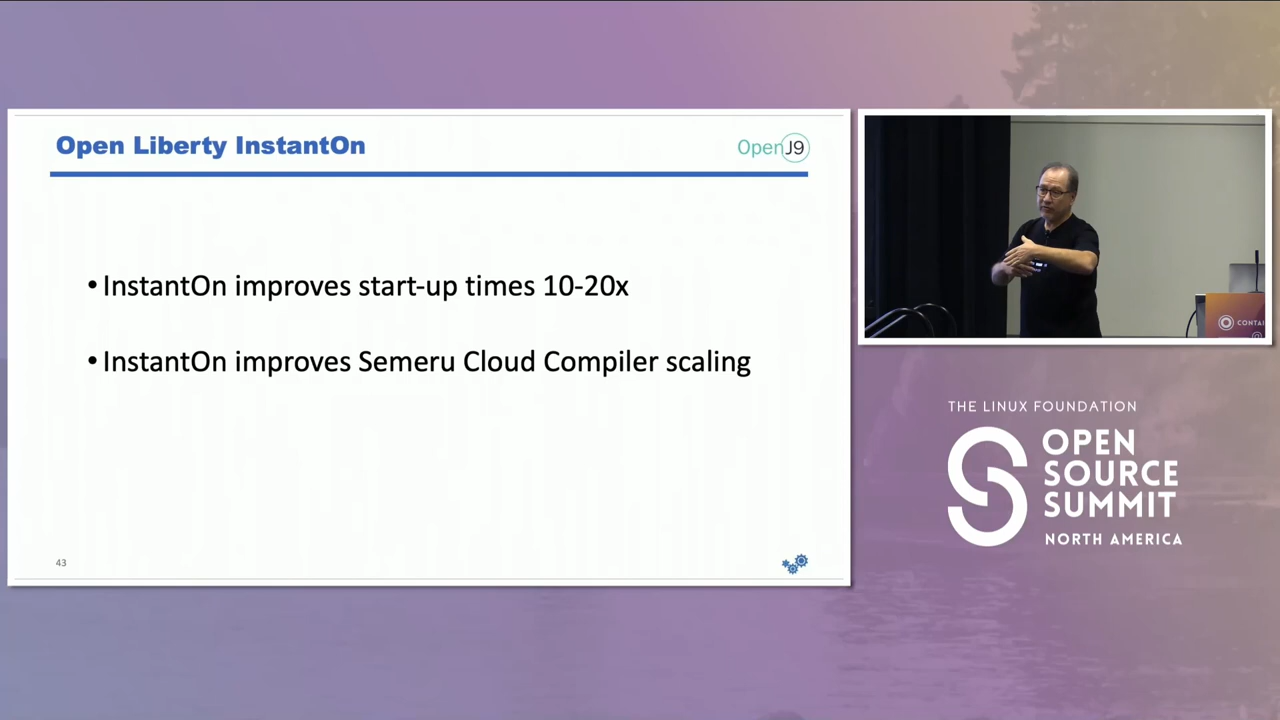 Open Liberty InstantOn
OpenJ9
•InstantOn improves start-up times 10-20x
•InstantOn improves Semeru Cloud Compiler scaling
43
CONTAI
THE LINUX FOUNDATION
OPEN
SOURCE
SUMMIT
NORTH AMERICA